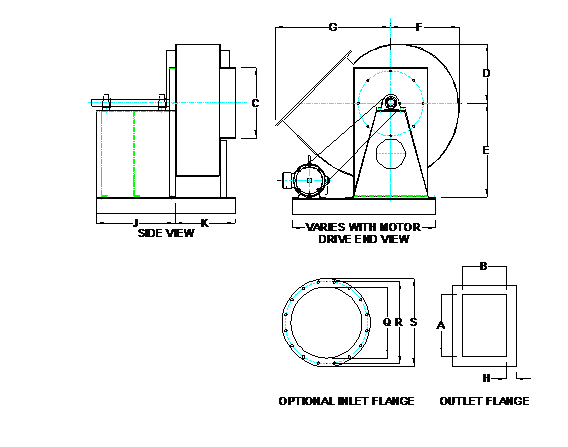 G
F
D
C
E
J
K
SIDE VIEW
VARIES WITH MOTOR
DRIVE END VIEW
B
Q R S
A
H
OPTIONAL INLET FLANGE
OUTLET FLANGE